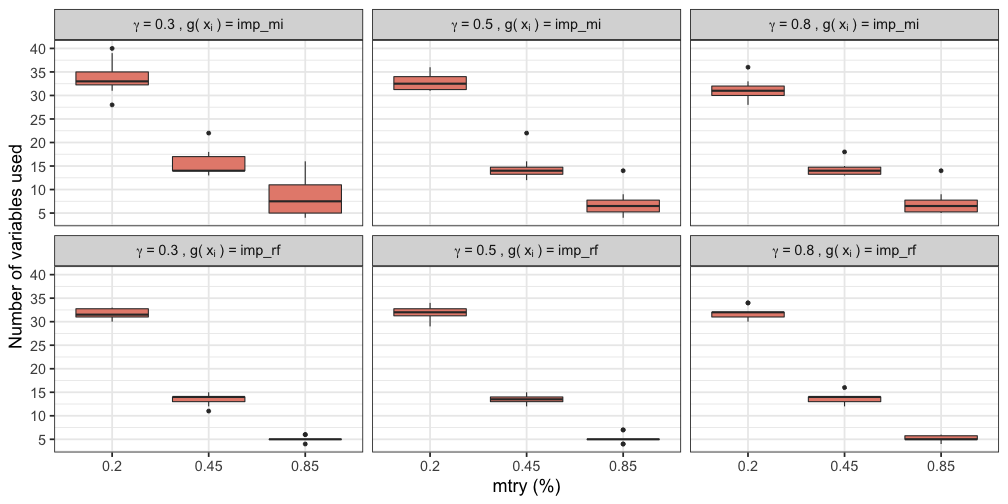 γ = 0.3 , g( xᵢ ) = imp_mi
γ = 0.5 , g( xᵢ ) = imp_mi
γ = 0.8 , g( xᵢ ) = imp_mi
40
35
30
25
20
15
10
5
γ = 0.3 , g( xᵢ ) = imp_rf
γ = 0.5 , g( xᵢ ) = imp_rf
γ = 0.8 , g( xᵢ ) = imp_rf
40
35
30
25
20
15
10
5
Number of variables used
0.2 0.45 0.85
0.2 0.45 0.85
0.2 0.45 0.85
mtry (%)